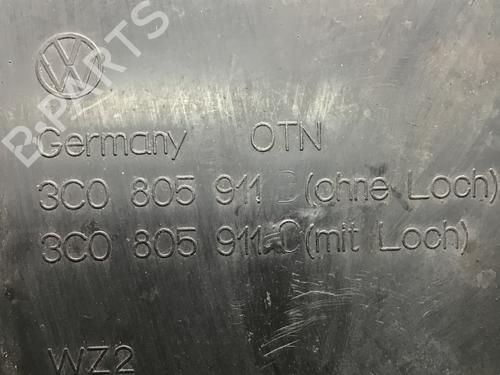 B-PARTS
Germany OTN
3C0 805 911 D (ohne Loch)
3C0 805 911 C (mit Loch)
WZ2